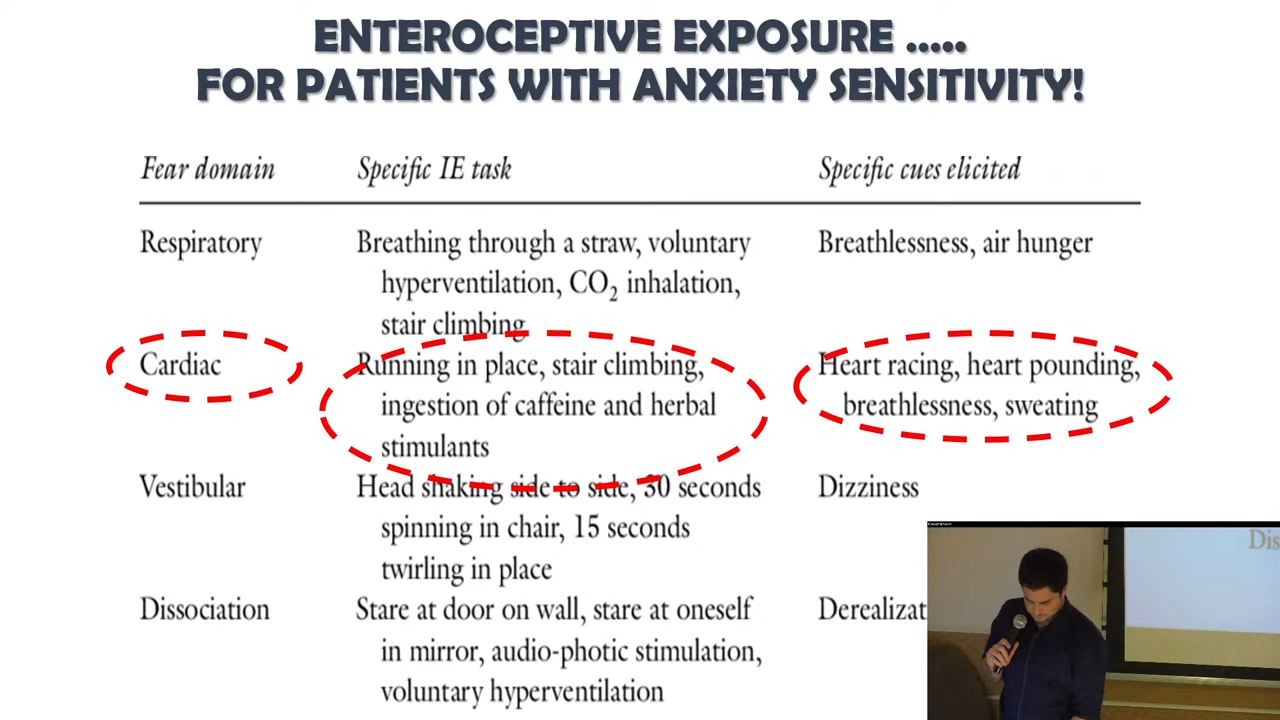 ENTEROCEPTIVE EXPOSURE .....
FOR PATIENTS WITH ANXIETY SENSITIVITY!
Fear domain Specific IE task Specific cues elicited
Respiratory Breathing through a straw, voluntary Breathlessness, air hunger
hyperventilation, CO₂ inhalation,
stair climbing
Cardiac Running in place, stair climbing, Heart racing, heart pounding,
ingestion of caffeine and herbal breathlessness, sweating
stimulants
Vestibular Head shaking side to side, 30 seconds Dizziness
spinning in chair, 15 seconds
twirling in place
Dissociation Stare at door on wall, stare at oneself Derealizat
in mirror, audio-photic stimulation,
voluntary hyperventilation
Dis